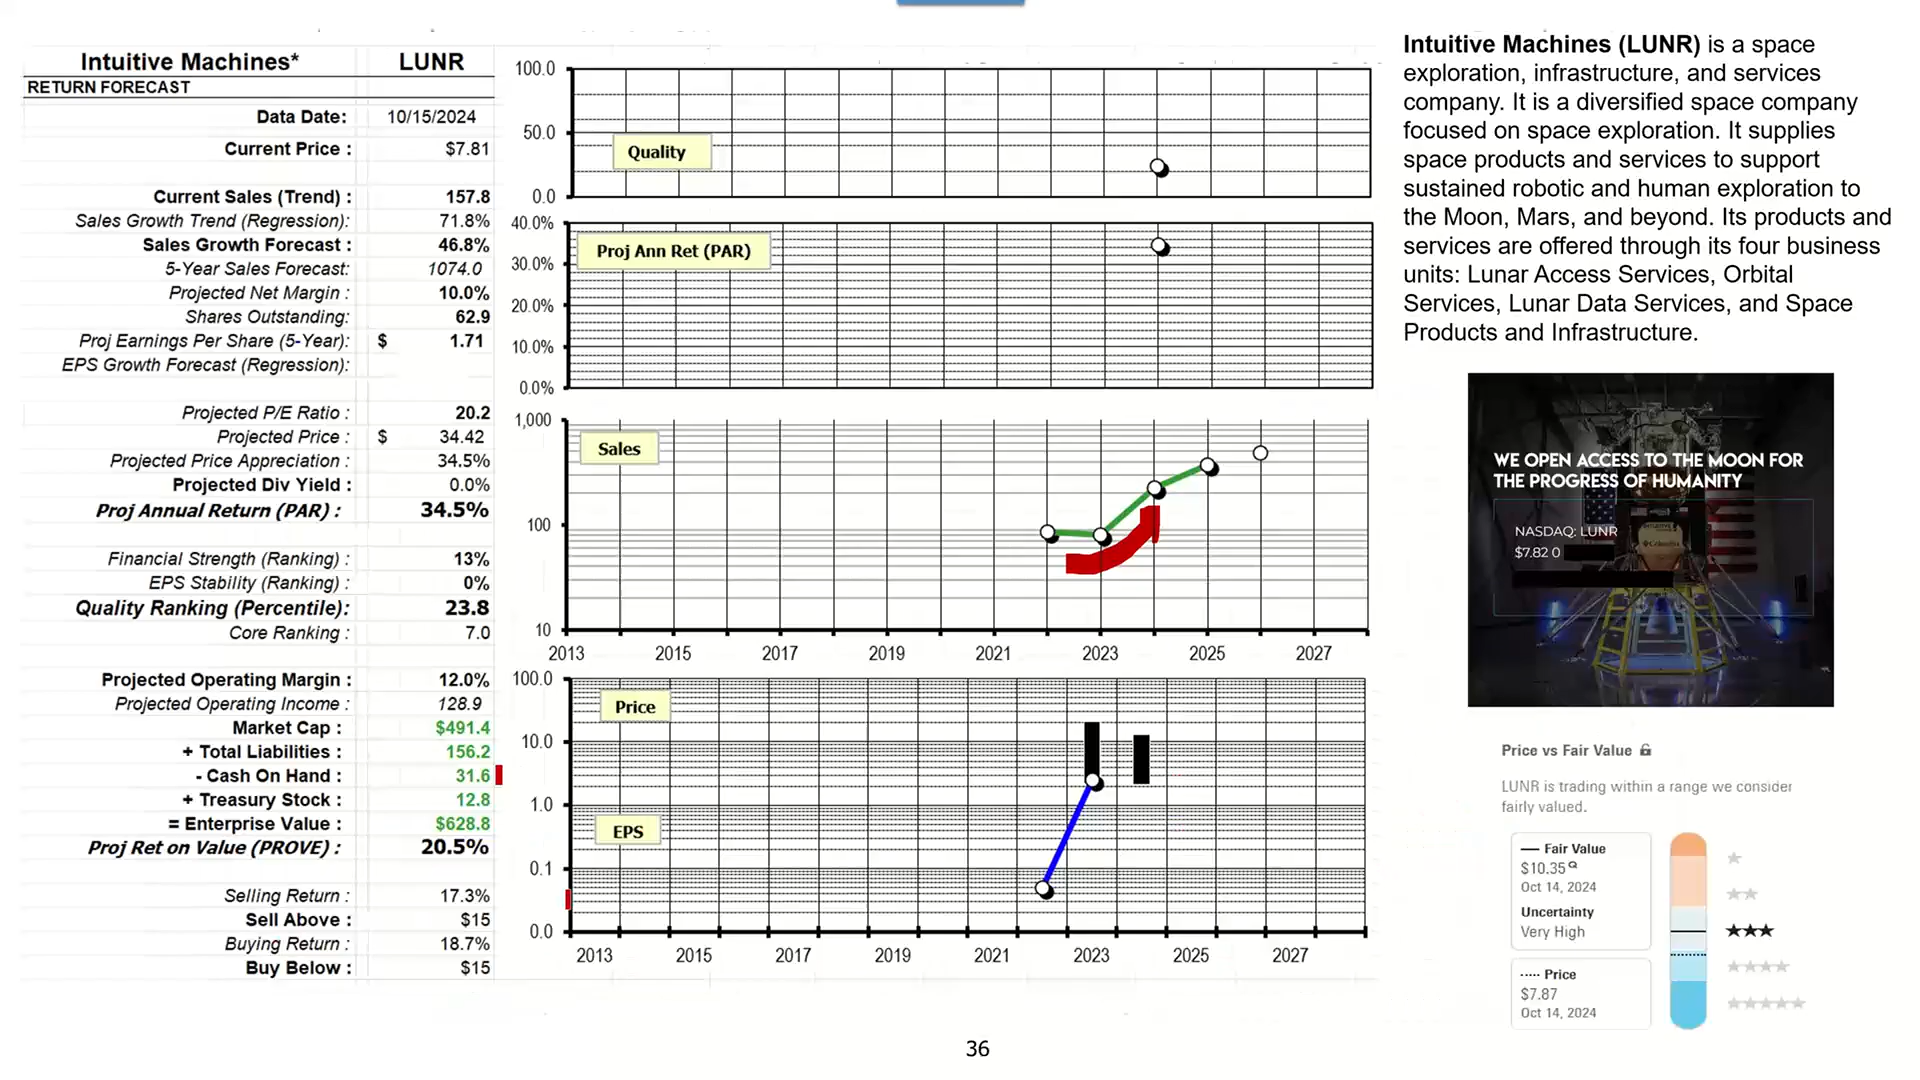 Intuitive Machines* LUNR
RETURN FORECAST
Data Date: 10/15/2024
Current Price : $7.81
Current Sales (Trend) : 157.8
Sales Growth Trend (Regression): 71.8%
Sales Growth Forecast : 46.8%
5-Year Sales Forecast: 1074.0
Projected Net Margin : 10.0%
Shares Outstanding: 62.9
Proj Earnings Per Share (5-Year): $ 1.71
EPS Growth Forecast (Regression):
Projected P/E Ratio : 20.2
Projected Price : $ 34.42
Projected Price Appreciation : 34.5%
Projected Div Yield : 0.0%
Proj Annual Return (PAR) : 34.5%
Financial Strength (Ranking) : 13%
EPS Stability (Ranking) : 0%
Quality Ranking (Percentile): 23.8
Core Ranking : 7.0
Projected Operating Margin : 12.0%
Projected Operating Income : 128.9
Market Cap : $491.4
+ Total Liabilities : 156.2
- Cash On Hand : 31.6
+ Treasury Stock : 12.8
= Enterprise Value : $628.8
Proj Ret on Value (PROVE) : 20.5%
Selling Return : 17.3%
Sell Above : $15
Buying Return : 18.7%
Buy Below : $15
100.0
50.0
0.0
Quality
40.0%
30.0%
20.0%
10.0%
0.0%
Proj Ann Ret (PAR)
1,000
100
10
Sales
2013 2015 2017 2019 2021 2023 2025 2027
100.0
10.0
1.0
0.1
0.0
Price
EPS
2013 2015 2017 2019 2021 2023 2025 2027
Intuitive Machines (LUNR) is a space
exploration, infrastructure, and services
company. It is a diversified space company
focused on space exploration. It supplies
space products and services to support
sustained robotic and human exploration to
the Moon, Mars, and beyond. Its products and
services are offered through its four business
units: Lunar Access Services, Orbital
Services, Lunar Data Services, and Space
Products and Infrastructure.
WE OPEN ACCESS TO THE MOON FOR
THE PROGRESS OF HUMANITY
NASDAQ: LUNR
$7.82 0
Price vs Fair Value
LUNR is trading within a range we consider
fairly valued.
Fair Value
$10.35 Q
Oct 14, 2024
Uncertainty
Very High
Price
$7.87
Oct 14, 2024
36